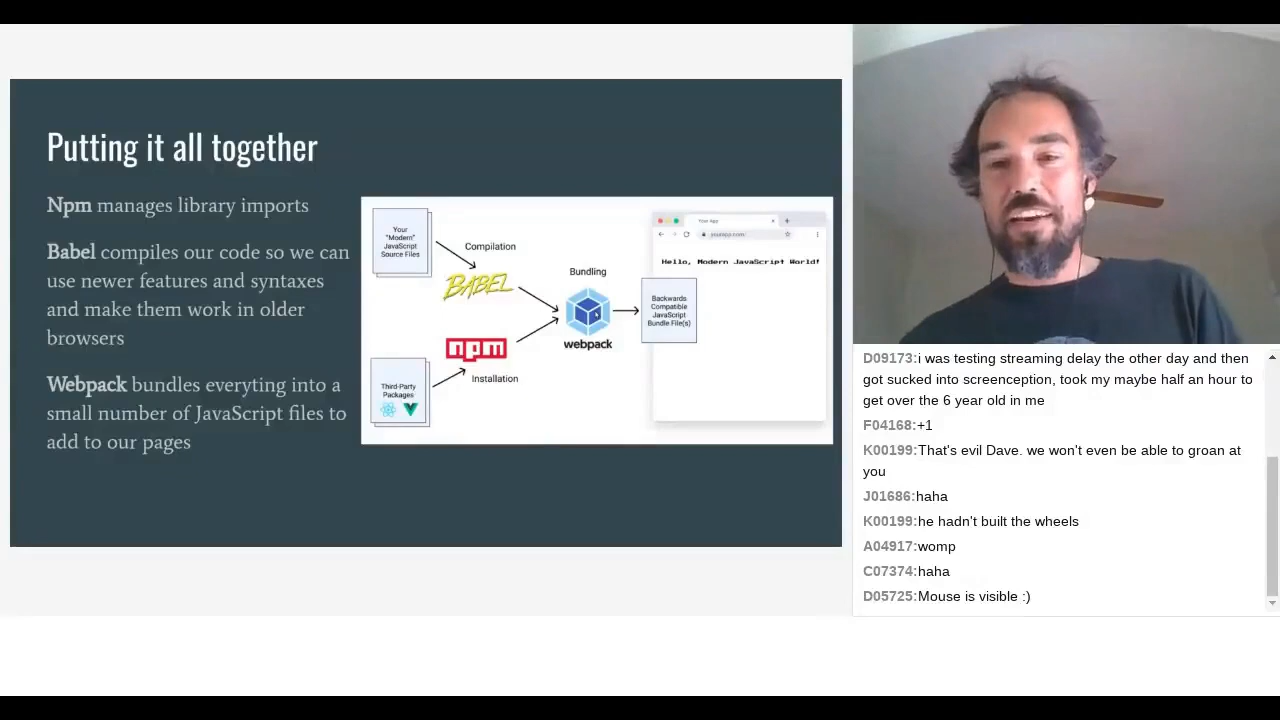 Putting it all together
Npm manages library imports
Babel compiles our code so we can
use newer features and syntaxes
and make them work in older
browsers
Webpack bundles everyting into a
small number of JavaScript files to
add to our pages
Your
"Modern"
JavaScript
Source Files
Compilation
BABEL
Third-Party
Packages
npm
Installation
Bundling
webpack
Your App
yourapp.com/
Hello, Modern JavaScript World!
Backwards
Compatible
JavaScript
Bundle File(s)
D09173:i was testing streaming delay the other day and then
got sucked into screenception, took my maybe half an hour to
get over the 6 year old in me
F04168:+1
K00199:That's evil Dave. we won't even be able to groan at
you
J01686:haha
K00199:he hadn't built the wheels
A04917:womp
C07374:haha
D05725:Mouse is visible :)